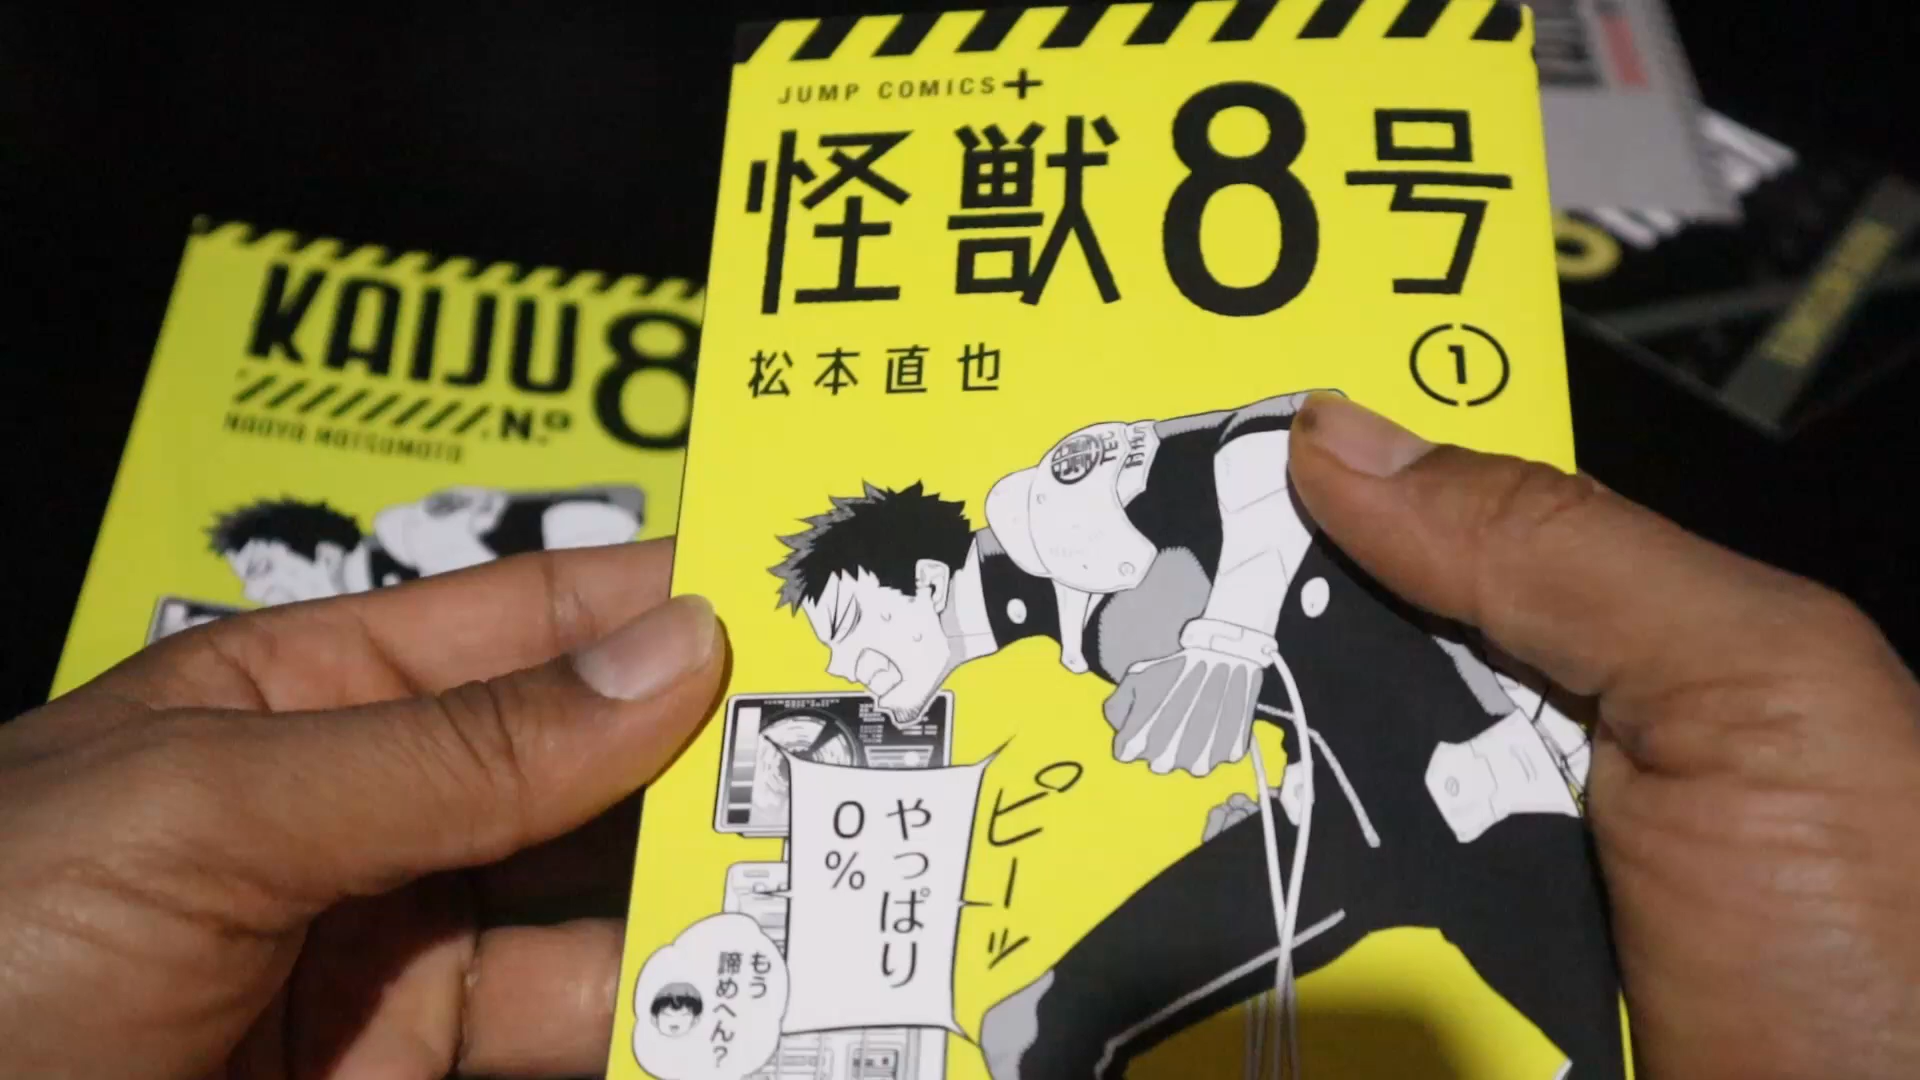 JUMP COMICS+
怪獣8号
松本直也
1
やっぱり
0%
ピーッ
もう
諦めへん?
KAIJU
N.o 8
NAOYA MATSUMOTO